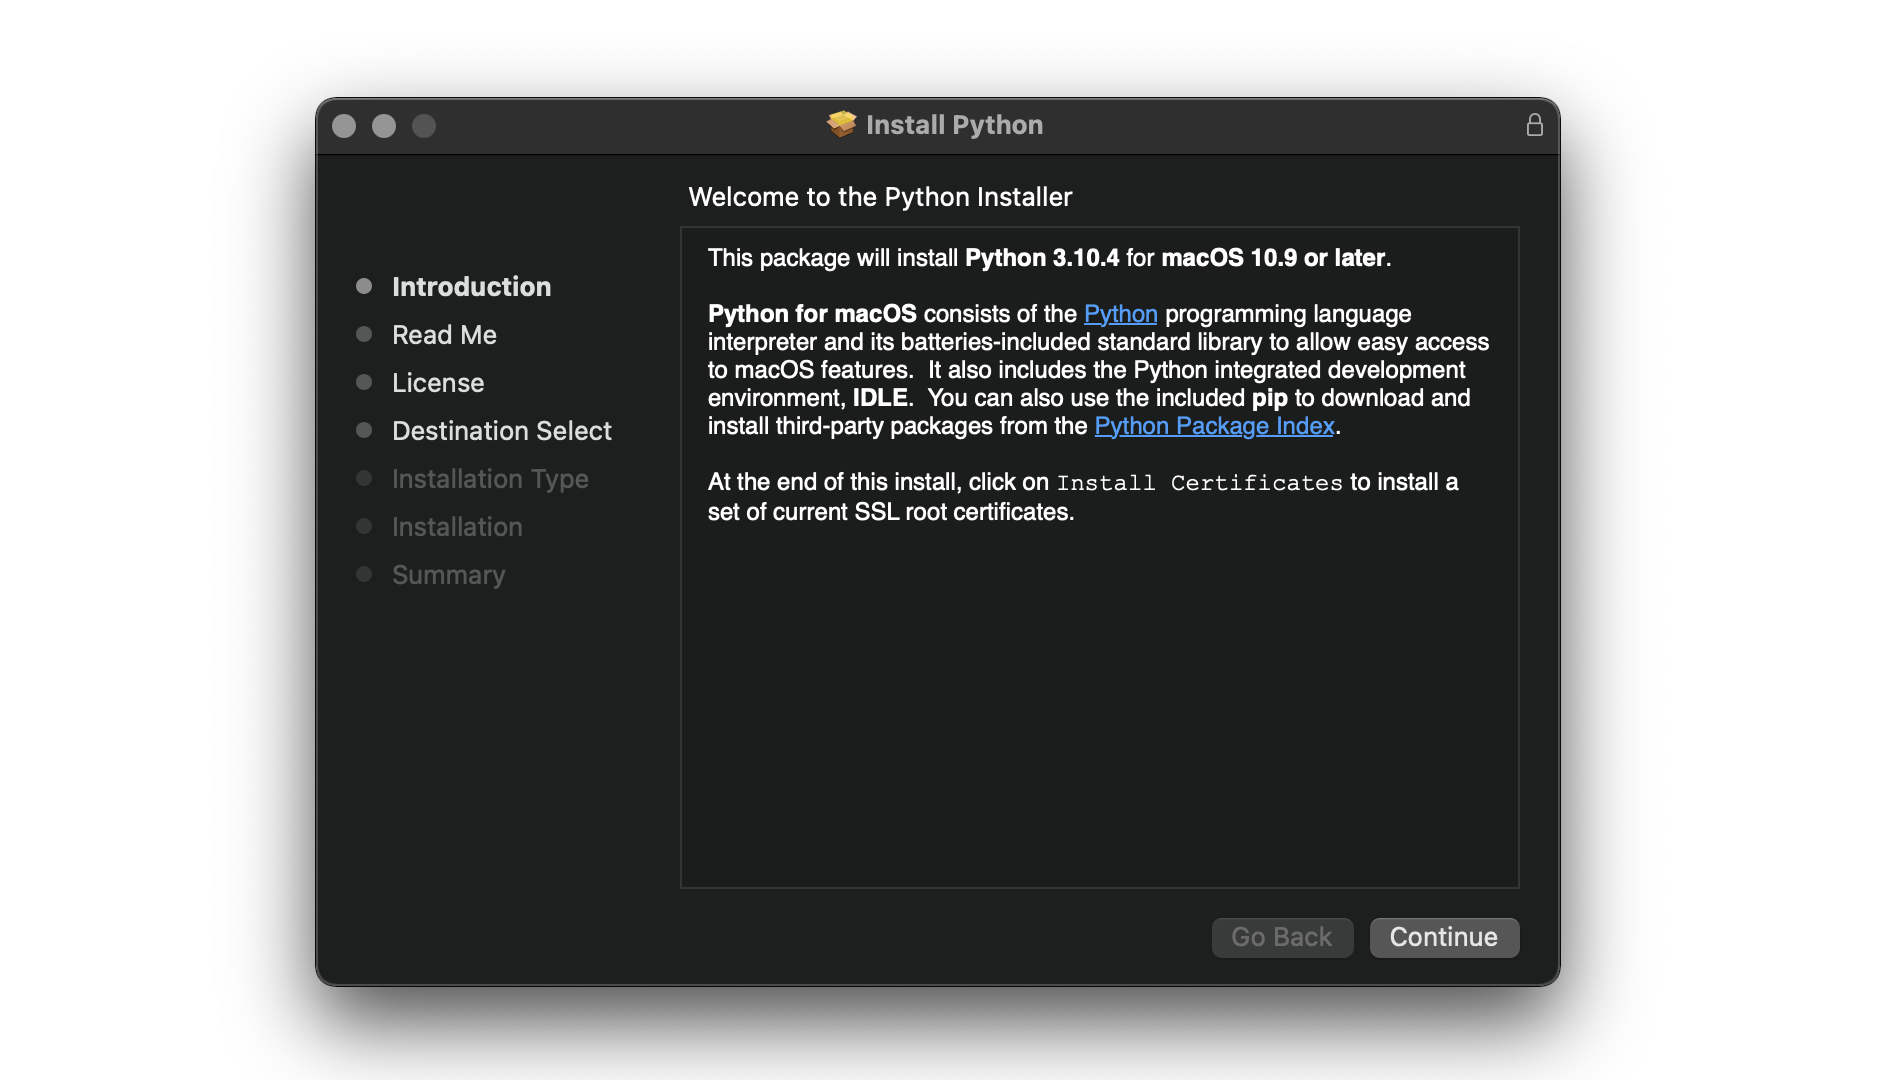 Install Python
Welcome to the Python Installer
Introduction
Read Me
License
Destination Select
Installation Type
Installation
Summary
This package will install Python 3.10.4 for macOS 10.9 or later.
Python for macOS consists of the Python programming language
interpreter and its batteries-included standard library to allow easy access
to macOS features.  It also includes the Python integrated development
environment, IDLE.  You can also use the included pip to download and
install third-party packages from the Python Package Index.
At the end of this install, click on Install Certificates to install a
set of current SSL root certificates.
Go Back
Continue